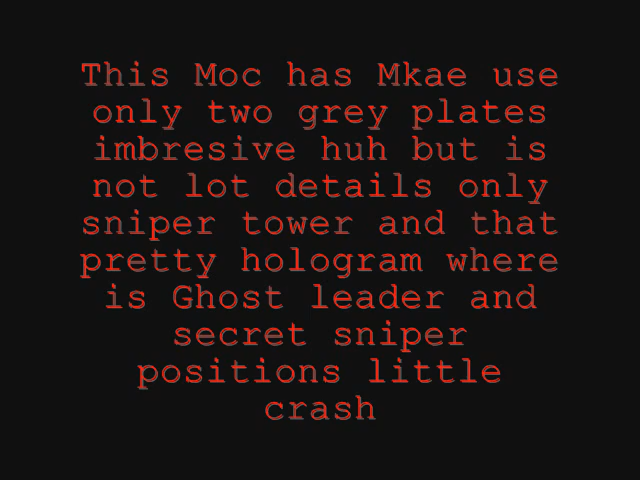 This Moc has Mkae use
only two grey plates
imbresive huh but is
not lot details only
sniper tower and that
pretty hologram where
is Ghost leader and
secret sniper
positions little
crash